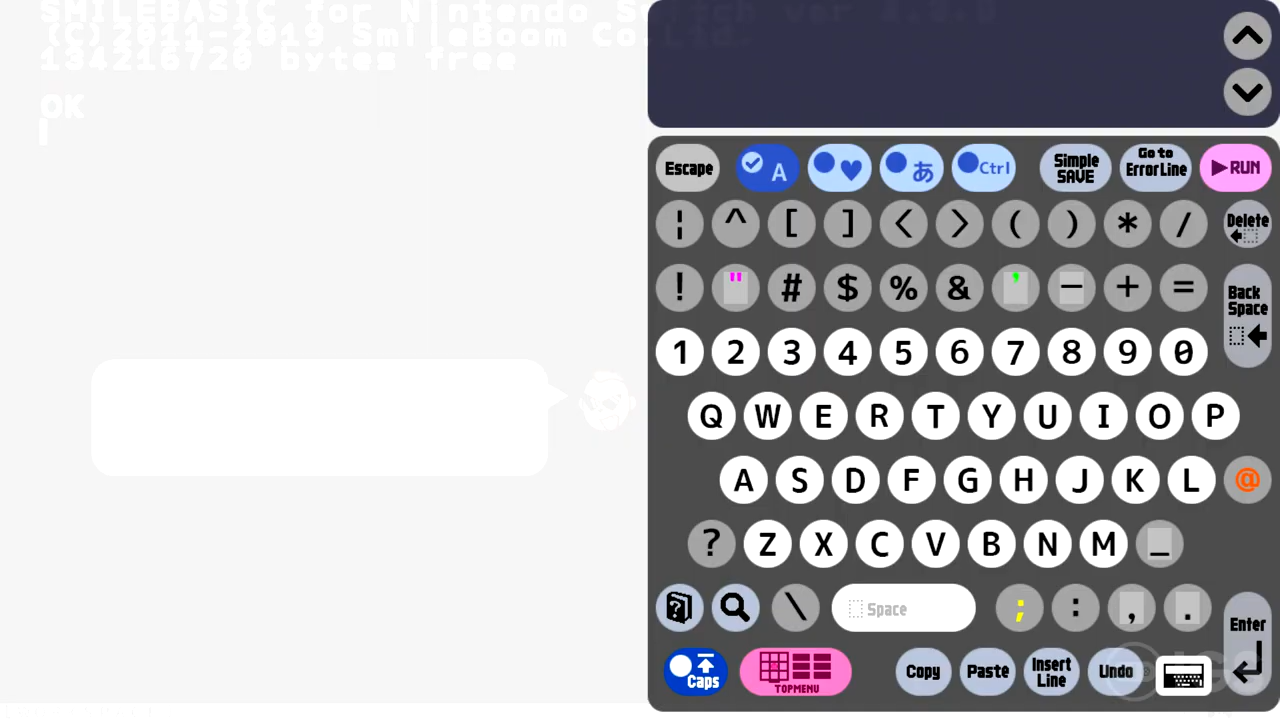 SMILEBASIC for Nintendo Switch ver 4.3.0
(C)2011-2019 SmileBoom Co.Ltd.
134216720 bytes free
OK
Escape A ♥ あ Ctrl Simple SAVE Go to ErrorLine ▶RUN
¦ ^ [ ] < > ( ) * / Delete
! " # $ % & ' − + = Back Space
1 2 3 4 5 6 7 8 9 0
Q W E R T Y U I O P
A S D F G H J K L @
? Z X C V B N M _
? \ Space ; : , . Enter
Caps TOPMENU Copy Paste Insert Line Undo